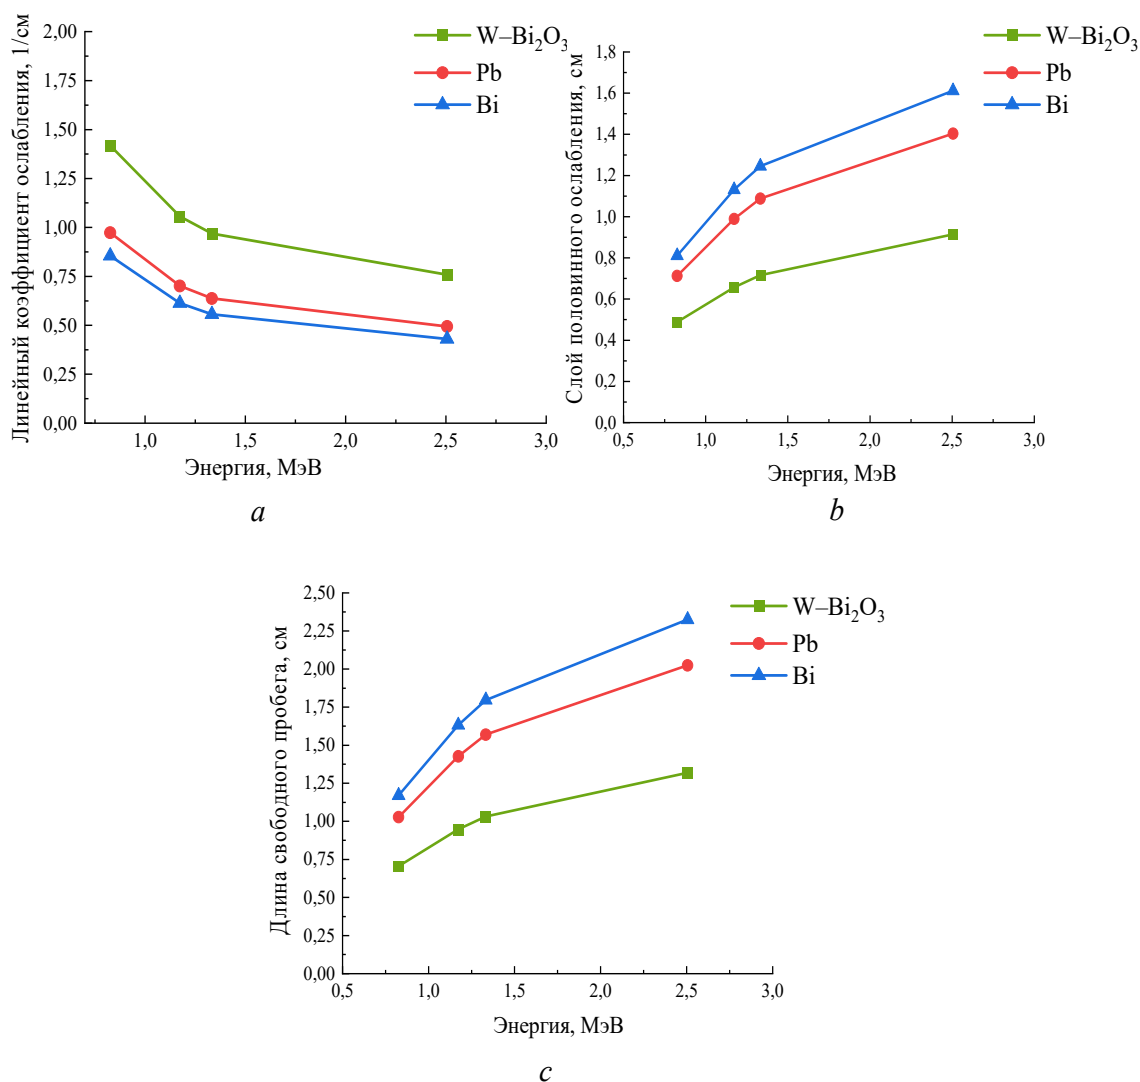 Линейный коэффициент ослабления, 1/см
2,00
1,75
1,50
1,25
1,00
0,75
0,50
0,25
0,00
1,0 1,5 2,0 2,5 3,0
Энергия, МэВ
W–Bi₂O₃
Pb
Bi
a
Слой половинного ослабления, см
1,8
1,6
1,4
1,2
1,0
0,8
0,6
0,4
0,2
0,0
0,5 1,0 1,5 2,0 2,5 3,0
Энергия, МэВ
W–Bi₂O₃
Pb
Bi
b
Длина свободного пробега, см
2,50
2,25
2,00
1,75
1,50
1,25
1,00
0,75
0,50
0,25
0,00
0,5 1,0 1,5 2,0 2,5 3,0
Энергия, МэВ
W–Bi₂O₃
Pb
Bi
c